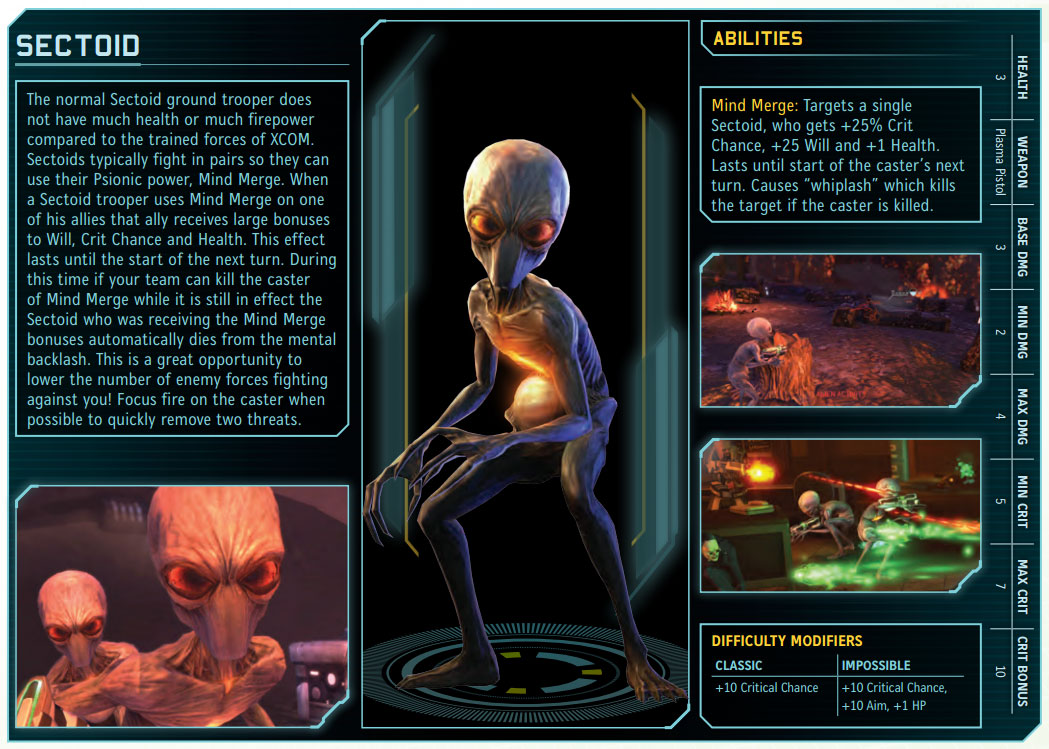 SECTOID
The normal Sectoid ground trooper does
not have much health or much firepower
compared to the trained forces of XCOM.
Sectoids typically fight in pairs so they can
use their Psionic power, Mind Merge. When
a Sectoid trooper uses Mind Merge on one
of his allies that ally receives large bonuses
to Will, Crit Chance and Health. This effect
lasts until the start of the next turn. During
this time if your team can kill the caster
of Mind Merge while it is still in effect the
Sectoid who was receiving the Mind Merge
bonuses automatically dies from the mental
backlash. This is a great opportunity to
lower the number of enemy forces fighting
against you! Focus fire on the caster when
possible to quickly remove two threats.
ABILITIES
Mind Merge: Targets a single
Sectoid, who gets +25% Crit
Chance, +25 Will and +1 Health.
Lasts until start of the caster's next
turn. Causes "whiplash" which kills
the target if the caster is killed.
DIFFICULTY MODIFIERS
CLASSIC
+10 Critical Chance
IMPOSSIBLE
+10 Critical Chance,
+10 Aim, +1 HP
HEALTH
3
WEAPON
Plasma Pistol
BASE DMG
3
MIN DMG
2
MAX DMG
4
MIN CRIT
5
MAX CRIT
7
CRIT BONUS
10